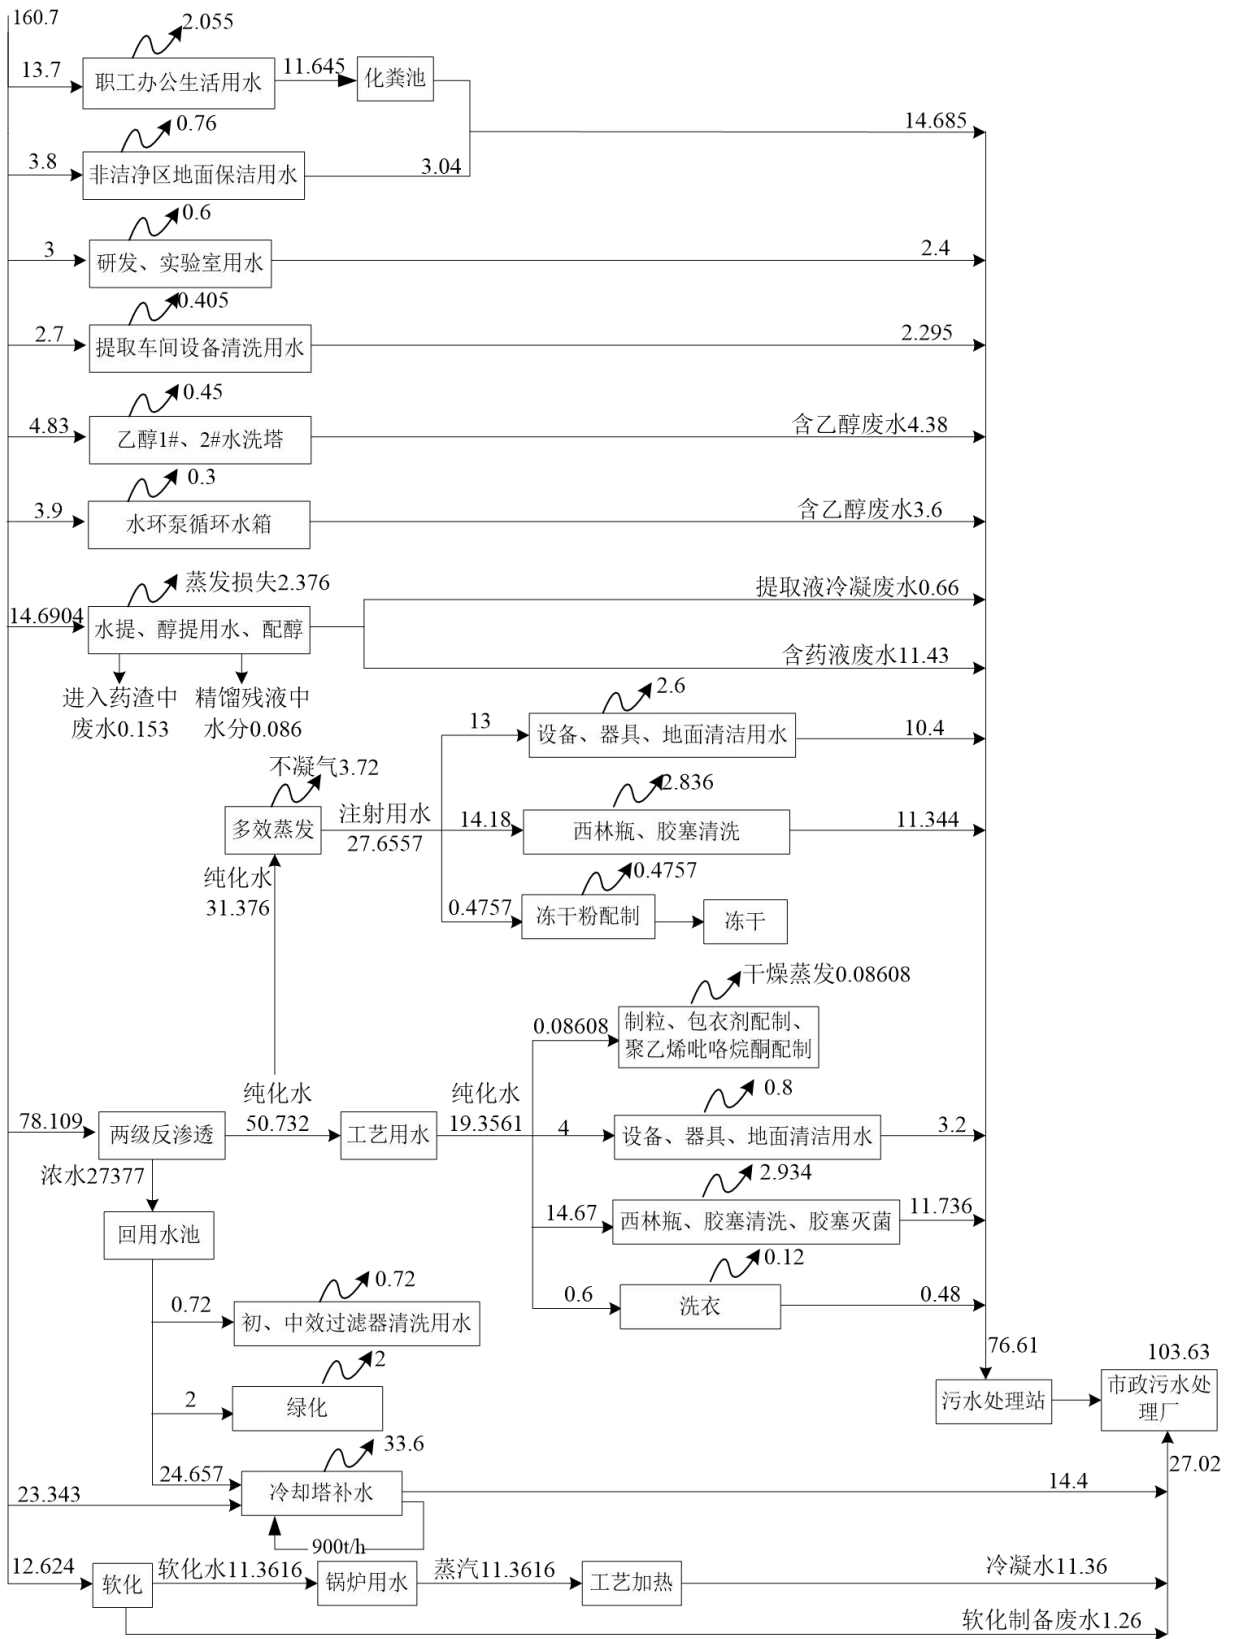 160.7
2.055
13.7
职工办公生活用水
11.645
化粪池
0.76
14.685
3.8
非洁净区地面保洁用水
3.04
0.6
3
研发、实验室用水
2.4
0.405
2.7
提取车间设备清洗用水
2.295
0.45
4.83
乙醇1#、2#水洗塔
含乙醇废水4.38
0.3
3.9
水环泵循环水箱
含乙醇废水3.6
蒸发损失2.376
提取液冷凝废水0.66
14.6904
水提、醇提用水、配醇
含药液废水11.43
进入药渣中
废水0.153
精馏残液中
水分0.086
2.6
13
设备、器具、地面清洁用水
10.4
不凝气3.72
2.836
多效蒸发
注射用水
27.6557
14.18
西林瓶、胶塞清洗
11.344
纯化水
31.376
0.4757
0.4757
冻干粉配制
冻干
干燥蒸发0.08608
0.08608
制粒、包衣剂配制、
聚乙烯吡咯烷酮配制
0.8
78.109
两级反渗透
纯化水
50.732
工艺用水
纯化水
19.3561
4
设备、器具、地面清洁用水
3.2
浓水27377
2.934
回用水池
14.67
西林瓶、胶塞清洗、胶塞灭菌
11.736
0.12
0.6
洗衣
0.48
0.72
0.72
初、中效过滤器清洗用水
76.61
103.63
2
2
绿化
污水处理站
市政污水处
理厂
33.6
24.657
23.343
冷却塔补水
14.4
27.02
900t/h
12.624
软化
软化水11.3616
锅炉用水
蒸汽11.3616
工艺加热
冷凝水11.36
软化制备废水1.26